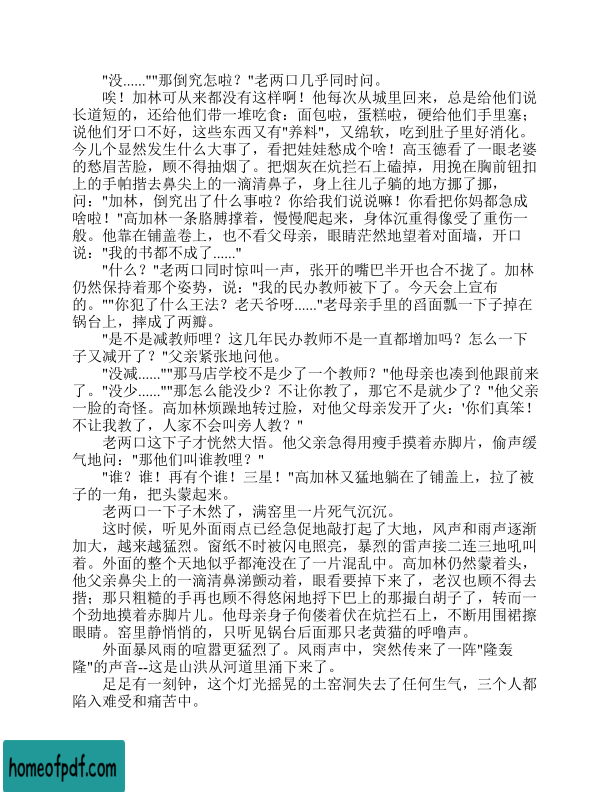 "没......""那倒究怎啦？"老两口几乎同时问。
唉！加林可从来都没有这样啊！他每次从城里回来，总是给他们说
长道短的，还给他们带一堆吃食：面包啦，蛋糕啦，硬给他们手里塞；
说他们牙口不好，这些东西又有"养料"，又绵软，吃到肚子里好消化。
今儿个显然发生什么大事了，看把娃娃愁成个啥！高玉德看了一眼老婆
的愁眉苦脸，顾不得抽烟了。把烟灰在炕拦石上磕掉，用挽在胸前钮扣
上的手帕揩去鼻尖上的一滴清鼻子，身上往儿子躺的地方挪了挪，
问："加林，倒究出了什么事啦？你给我们说说嘛！你看把你妈都急成
啥啦！"高加林一条胳膊撑着，慢慢爬起来，身体沉重得像受了重伤一
般。他靠在铺盖卷上，也不看父母亲，眼睛茫然地望着对面墙，开口
说："我的书都不成了......"
"什么？"老两口同时惊叫一声，张开的嘴巴半开也合不拢了。加林
仍然保持着那个姿势，说："我的民办教师被下了。今天会上宣布
的。""你犯了什么王法？老天爷呀......"老母亲手里的舀面瓢一下子掉在
锅台上，摔成了两瓣。
"是不是减教师哩？这几年民办教师不是一直都增加吗？怎么一下
子又减开了？"父亲紧张地问他。
"没减......""那马店学校不是少了一个教师？"他母亲也凑到他跟前来
了。"没少......""那怎么能没少？不让你教了，那它不是就少了？"他父亲
一脸的奇怪。高加林烦躁地转过脸，对他父母亲发开了火：'你们真笨！
不让我教了，人家不会叫旁人教？"
老两口这下子才恍然大悟。他父亲急得用瘦手摸着赤脚片，偷声缓
气地问："那他们叫谁教哩？"
"谁？谁！再有个谁！三星！"高加林又猛地躺在了铺盖上，拉了被
子的一角，把头蒙起来。
老两口一下子木然了，满窑里一片死气沉沉。
这时候，听见外面雨点已经急促地敲打起了大地，风声和雨声逐渐
加大，越来越猛烈。窗纸不时被闪电照亮，暴烈的雷声接二连三地吼叫
着。外面的整个天地似乎都淹没在了一片混乱中。高加林仍然蒙着头，
他父亲鼻尖上的一滴清鼻涕颤动着，眼看要掉下来了，老汉也顾不得去
揩；那只粗糙的手再也顾不得悠闲地捋下巴上的那撮白胡子了，转而一
个劲地摸着赤脚片儿。他母亲身子佝偻着伏在炕拦石上，不断用围裙擦
眼睛。窑里静悄悄的，只听见锅台后面那只老黄猫的呼噜声。
外面暴风雨的喧嚣更猛烈了。风雨声中，突然传来了一阵"隆轰
隆"的声音--这是山洪从河道里涌下来了。
足足有一刻钟，这个灯光摇晃的土窑洞失去了任何生气，三个人都
陷入难受和痛苦中。
homeofpdf.com